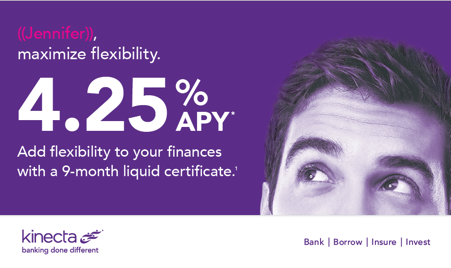 ((Jennifer)),
maximize flexibility.
4.25% APY*
Add flexibility to your finances
with a 9-month liquid certificate.¹
kinecta
banking done different
Bank | Borrow | Insure | Invest